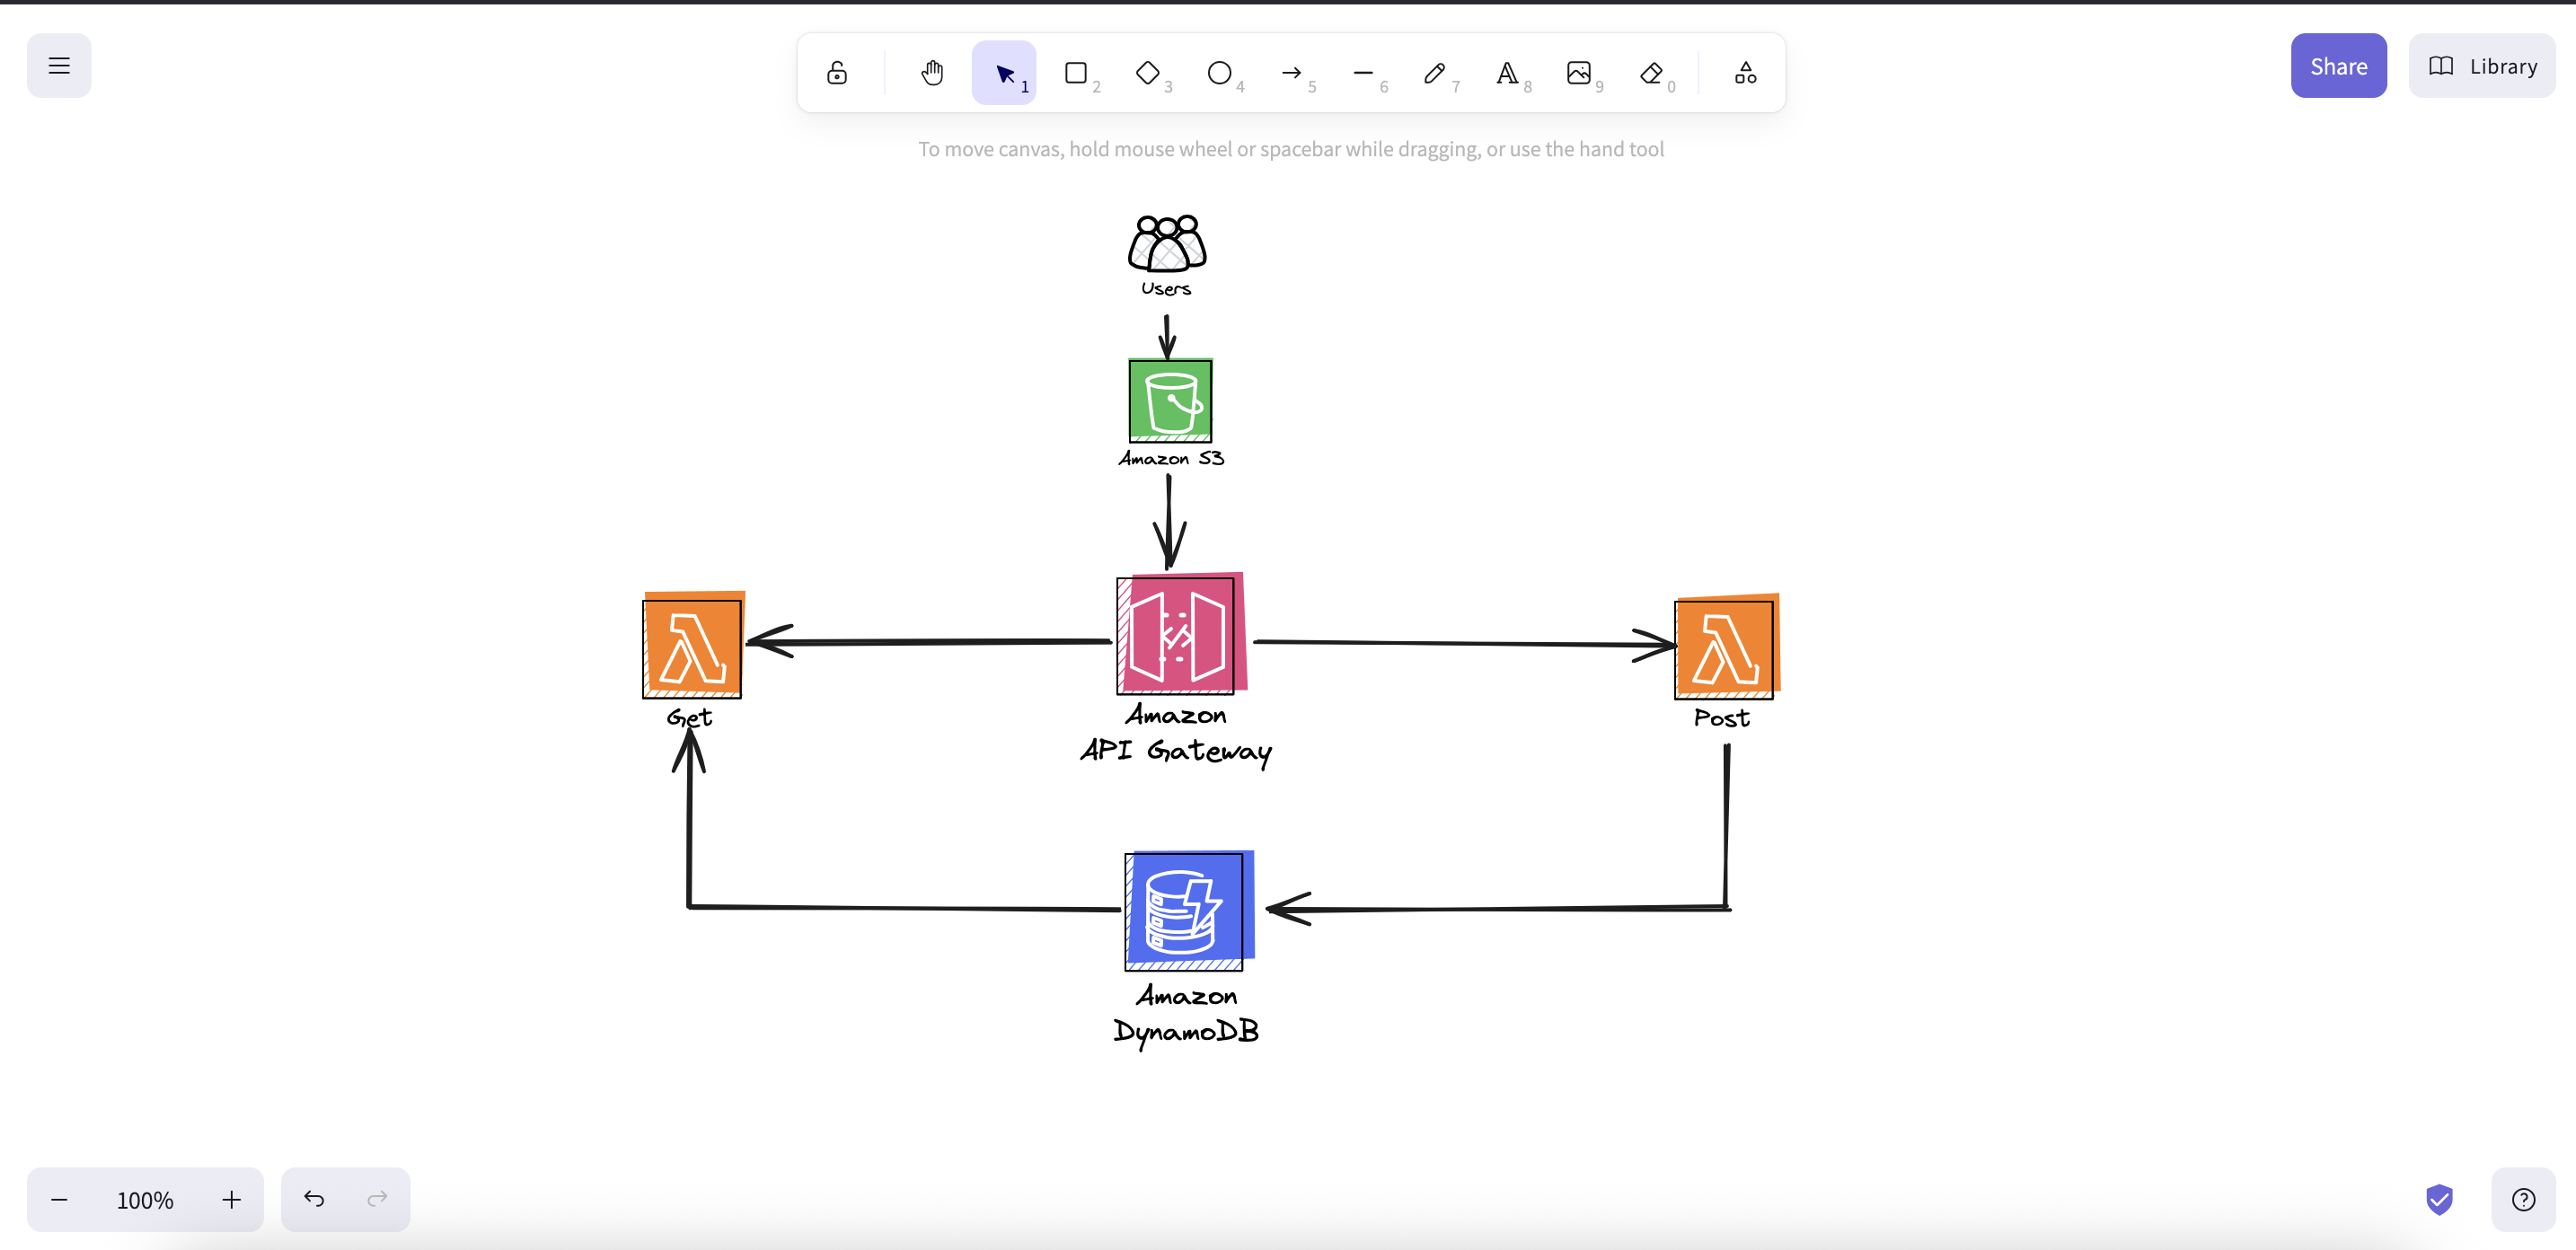 1
2
3
4
5
6
7
8
9
0
Share
Library
To move canvas, hold mouse wheel or spacebar while dragging, or use the hand tool
Users
Amazon S3
Get
Amazon
API Gateway
Post
Amazon
DynamoDB
100%